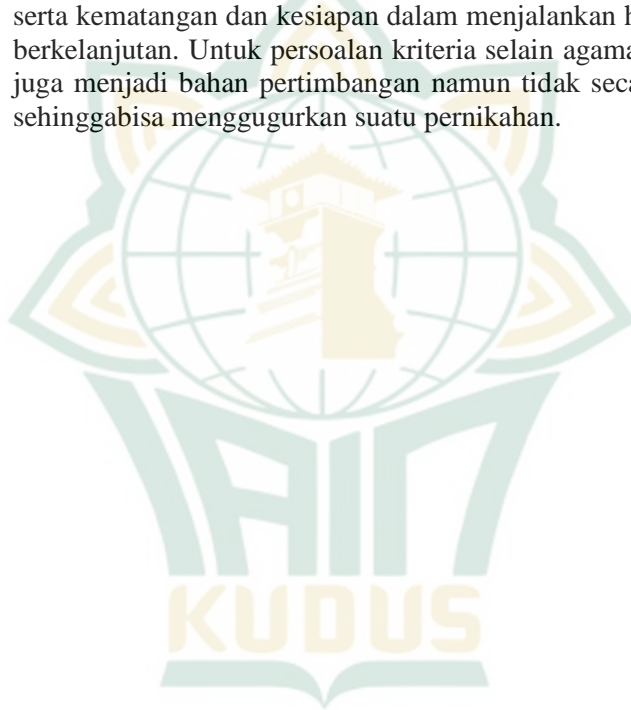 serta kematangan dan kesiapan dalam menjalankan
berkelanjutan. Untuk persoalan kriteria selain agama
juga menjadi bahan pertimbangan namun tidak
sehinggabisa menggugurkan suatu pernikahan.
IAIN
KUDUS